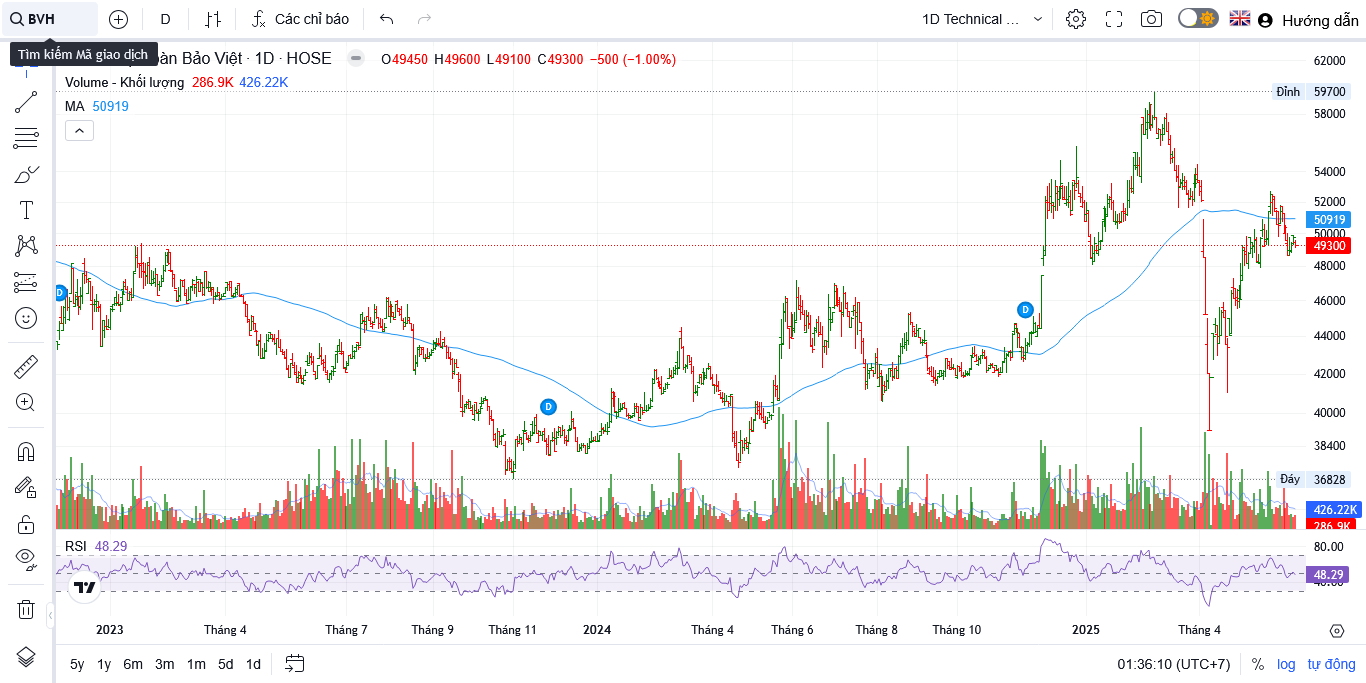 BVH
D
Các chỉ báo
1D Technical ...
Hướng dẫn
Tìm kiếm Mã giao dịch
Bảo Việt · 1D · HOSE
O49450 H49600 L49100 C49300 −500 (−1.00%)
Volume - Khối lượng 286.9K 426.22K
MA 50919
62000
Đỉnh 59700
58000
54000
52000
50919
50000
49300
48000
46000
44000
42000
40000
38400
Đáy 36828
426.22K
286.9K
D
D
D
RSI 48.29
80.00
48.29
40.00
2023
Tháng 4
Tháng 7
Tháng 9
Tháng 11
2024
Tháng 4
Tháng 6
Tháng 8
Tháng 10
2025
Tháng 4
5y 1y 6m 3m 1m 5d 1d
01:36:10 (UTC+7)
% log tự động